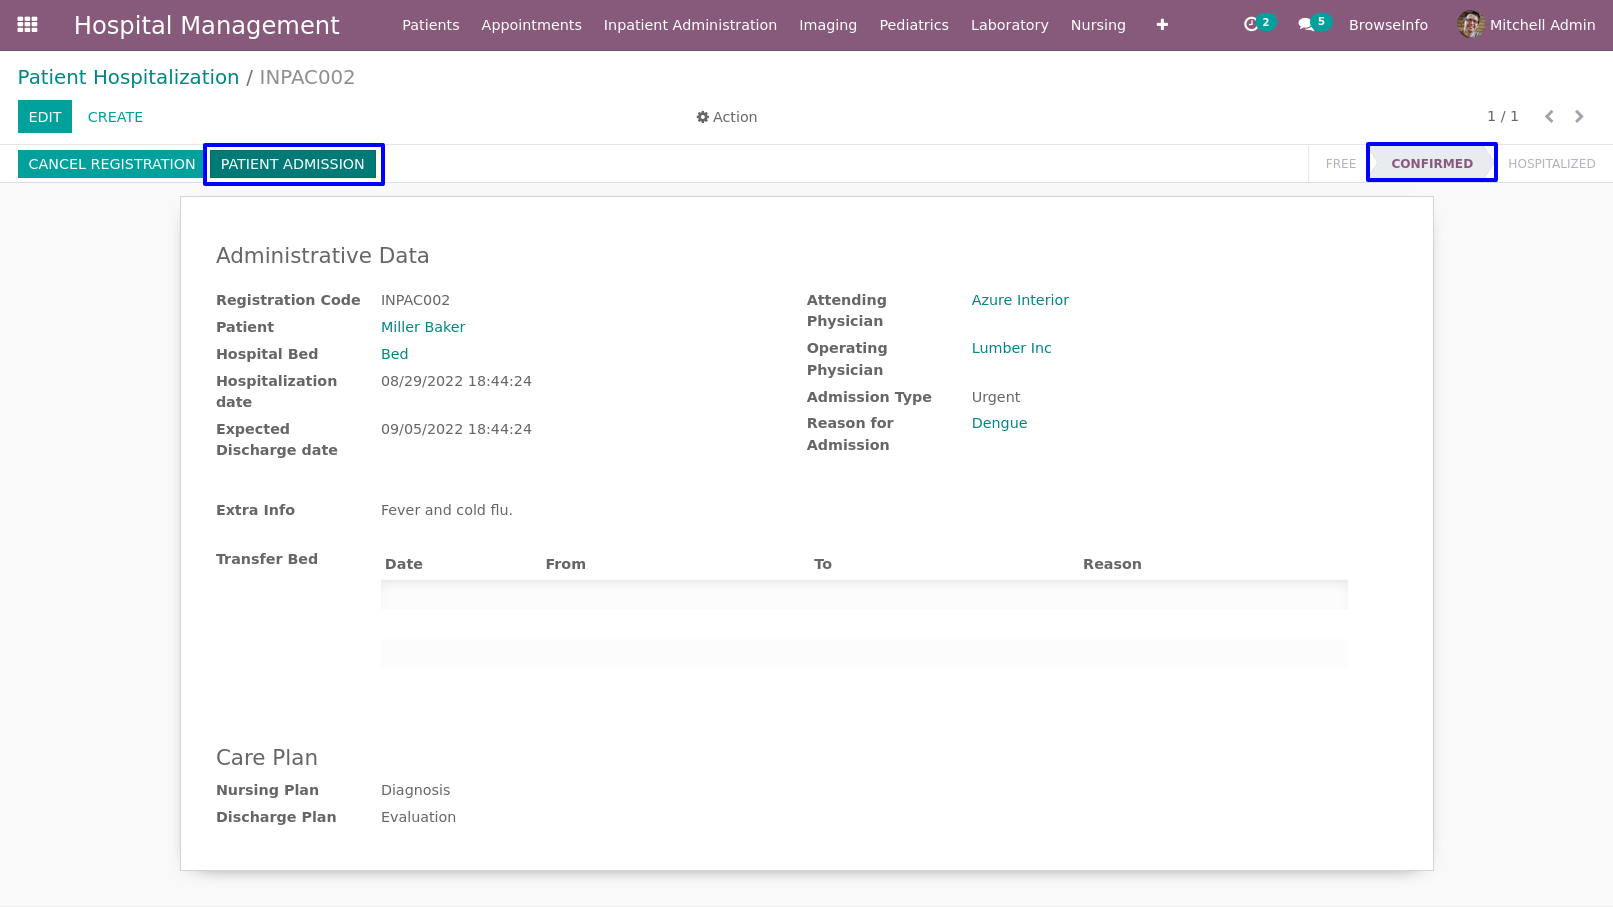 Hospital Management Patients Appointments Inpatient Administration Imaging Pediatrics Laboratory Nursing 2 5 BrowseInfo Mitchell Admin
Patient Hospitalization / INPAC002
EDIT CREATE Action 1 / 1
CANCEL REGISTRATION PATIENT ADMISSION FREE CONFIRMED HOSPITALIZED
Administrative Data
Registration Code INPAC002
Patient Miller Baker
Hospital Bed Bed
Hospitalization date 08/29/2022 18:44:24
Expected Discharge date 09/05/2022 18:44:24
Attending Physician Azure Interior
Operating Physician Lumber Inc
Admission Type Urgent
Reason for Admission Dengue
Extra Info Fever and cold flu.
Transfer Bed Date From To Reason
Care Plan
Nursing Plan Diagnosis
Discharge Plan Evaluation